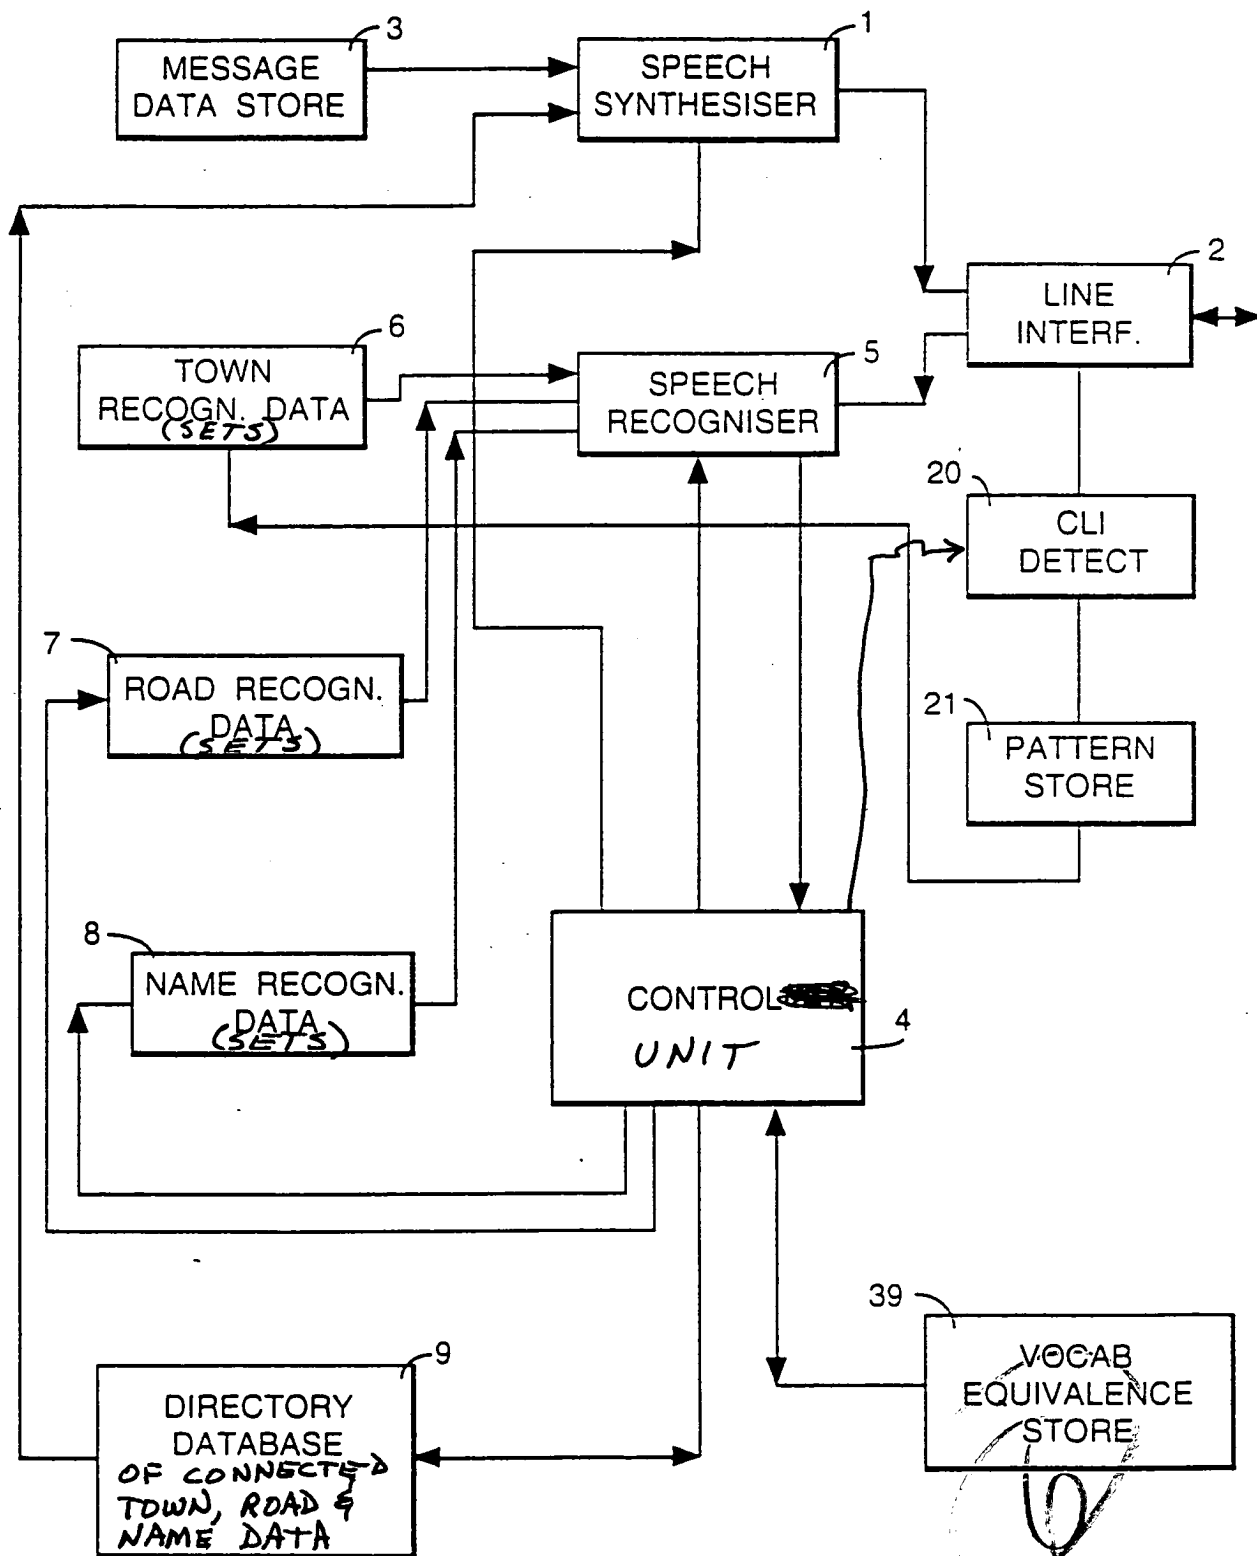 3
MESSAGE
DATA STORE
1
SPEECH
SYNTHESISER
2
LINE
INTERF.
6
TOWN
RECOGN. DATA
(SETS)
5
SPEECH
RECOGNISER
20
CLI
DETECT
7
ROAD RECOGN.
DATA
(SETS)
21
PATTERN
STORE
8
NAME RECOGN.
DATA
(SETS)
CONTROL
UNIT
4
39
VOCAB
EQUIVALENCE
STORE
9
DIRECTORY
DATABASE
OF CONNECTED
TOWN, ROAD &
NAME DATA